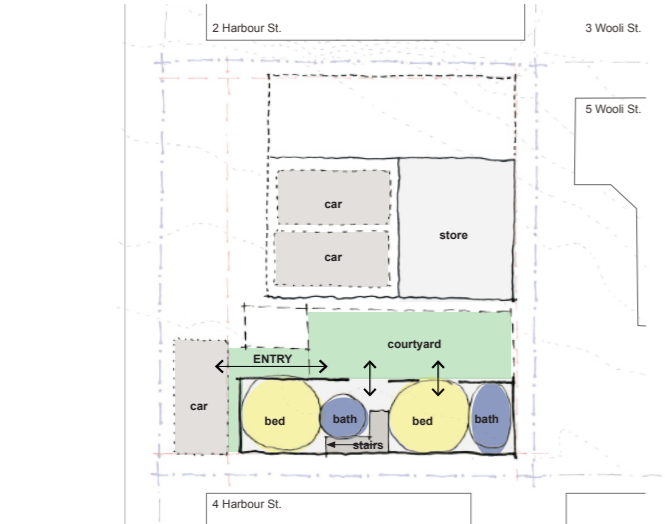 2 Harbour St.
3 Wooli St.
5 Wooli St.
car
store
car
courtyard
ENTRY
car
bed
bath
bed
bath
stairs
4 Harbour St.